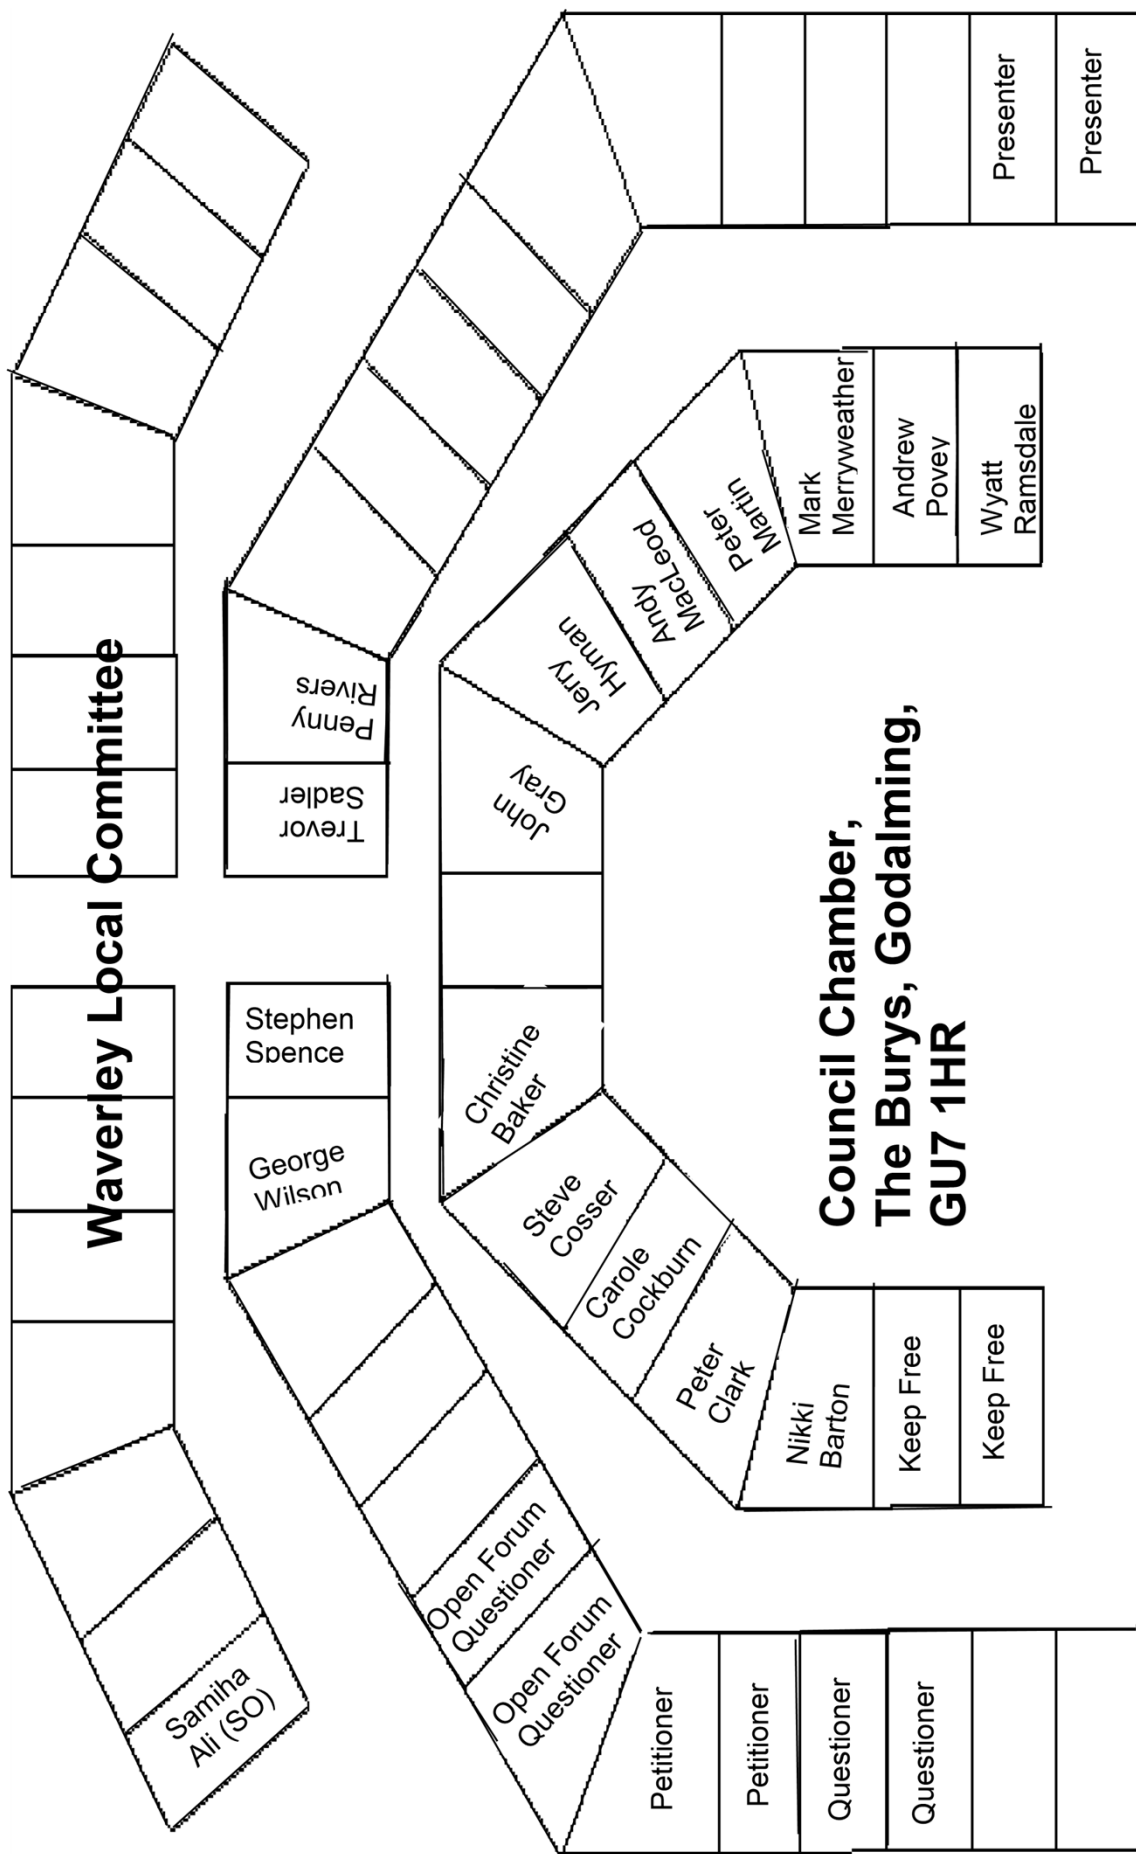 Waverley Local Committee
Samiha
Ali (SO)
George
Wilson
Stephen
Spence
Trevor
Sadler
Penny
Rivers
Open Forum
Questioner
Open Forum
Questioner
Petitioner
Petitioner
Questioner
Questioner
Christine
Baker
Steve
Cosser
Carole
Cockburn
Peter
Clark
Nikki
Barton
Keep Free
Keep Free
John
Gray
Jerry
Hyman
Andy
MacLeod
Peter
Martin
Mark
Merryweather
Andrew
Povey
Wyatt
Ramsdale
Presenter
Presenter
Council Chamber,
The Burys, Godalming,
GU7 1HR